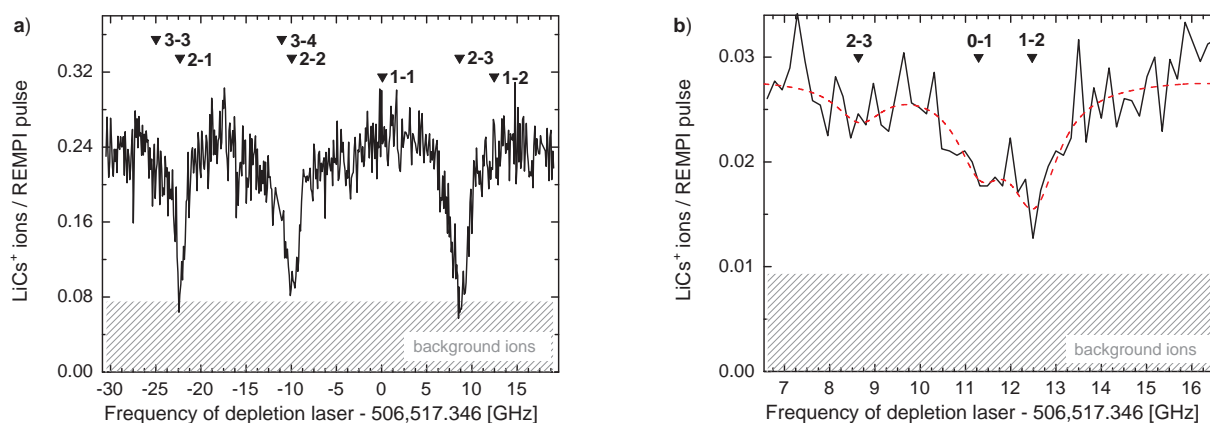 a)
LiCs⁺ ions / REMPI pulse
0.32
0.24
0.16
0.08
0.00
3-3
3-4
2-1
2-2
1-1
2-3
1-2
background ions
-30 -25 -20 -15 -10 -5 0 5 10 15
Frequency of depletion laser - 506,517.346 [GHz]
b)
LiCs⁺ ions / REMPI pulse
0.03
0.02
0.01
0.00
2-3 0-1 1-2
background ions
7 8 9 10 11 12 13 14 15 16
Frequency of depletion laser - 506,517.346 [GHz]